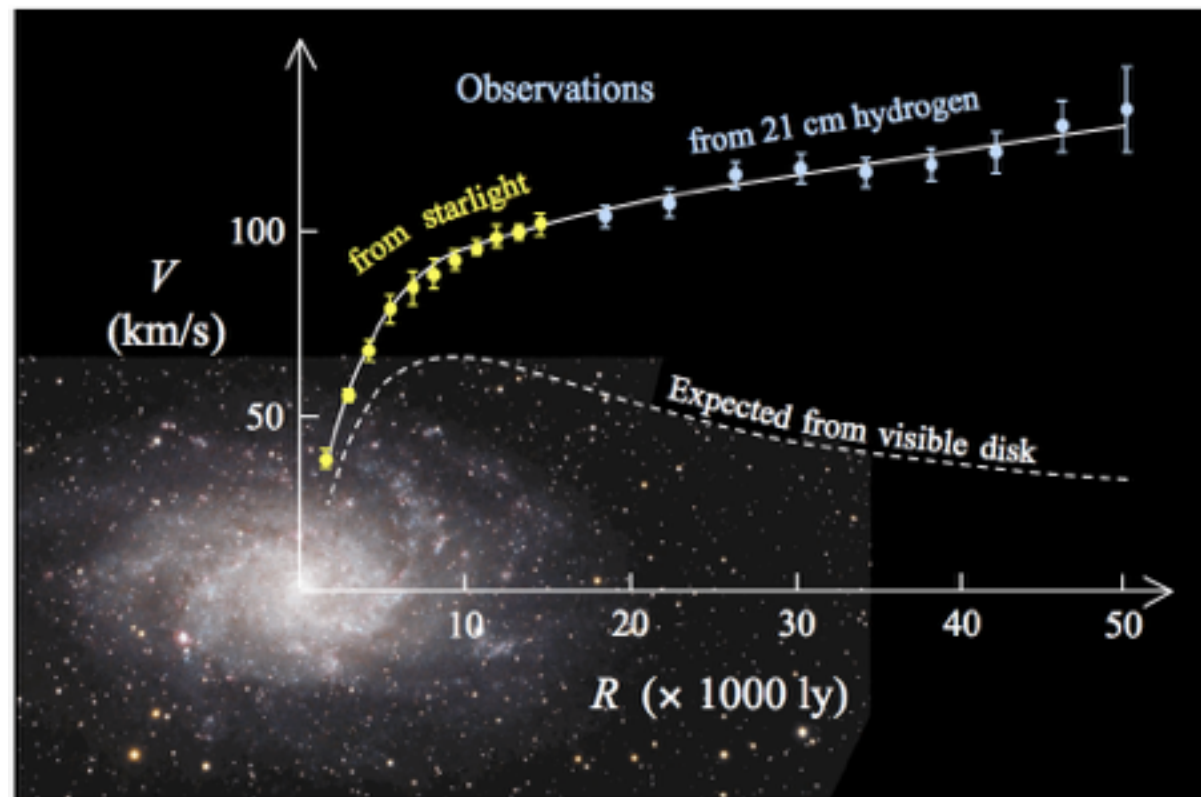 Observations
from 21 cm hydrogen
from starlight
100
V
(km/s)
50
Expected from visible disk
10 20 30 40 50
R (× 1000 ly)